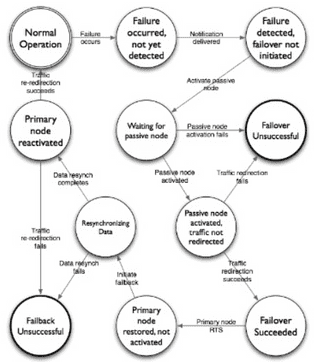 Normal
Operation
Failure
occurs
Failure
occurred,
not yet
detected
Notification
delivered
Failure
detected,
failover not
initiated
Traffic
re-redirection
succeeds
Activate passive
node
Primary
node
reactivated
Waiting for
passive node
Passive node
activation fails
Failover
Unsuccessful
Data resynch
completes
Passive node
activated
Traffic redirection
fails
Resynchronizing
Data
Passive node
activated,
traffic not
redirected
Traffic
re-redirection
fails
Data resynch
fails
Initiate
failback
Traffic
redirection
succeeds
Failback
Unsuccessful
Primary
node
restored, not
activated
Primary node
RTS
Failover
Succeeded